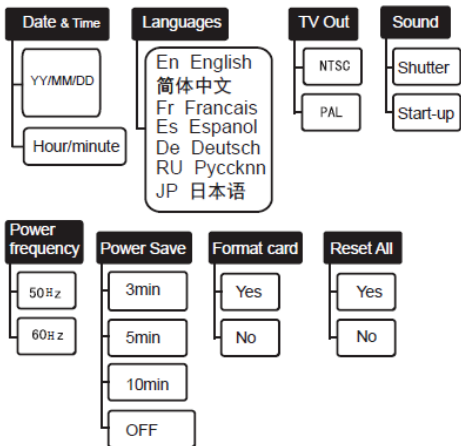 Date & Time
YY/MM/DD
Hour/minute
Languages
En English
简体中文
Fr Francais
Es Espanol
De Deutsch
RU Pyccknn
JP 日本语
TV Out
NTSC
PAL
Sound
Shutter
Start-up
Power
frequency
50Hz
60Hz
Power Save
3min
5min
10min
OFF
Format card
Yes
No
Reset All
Yes
No